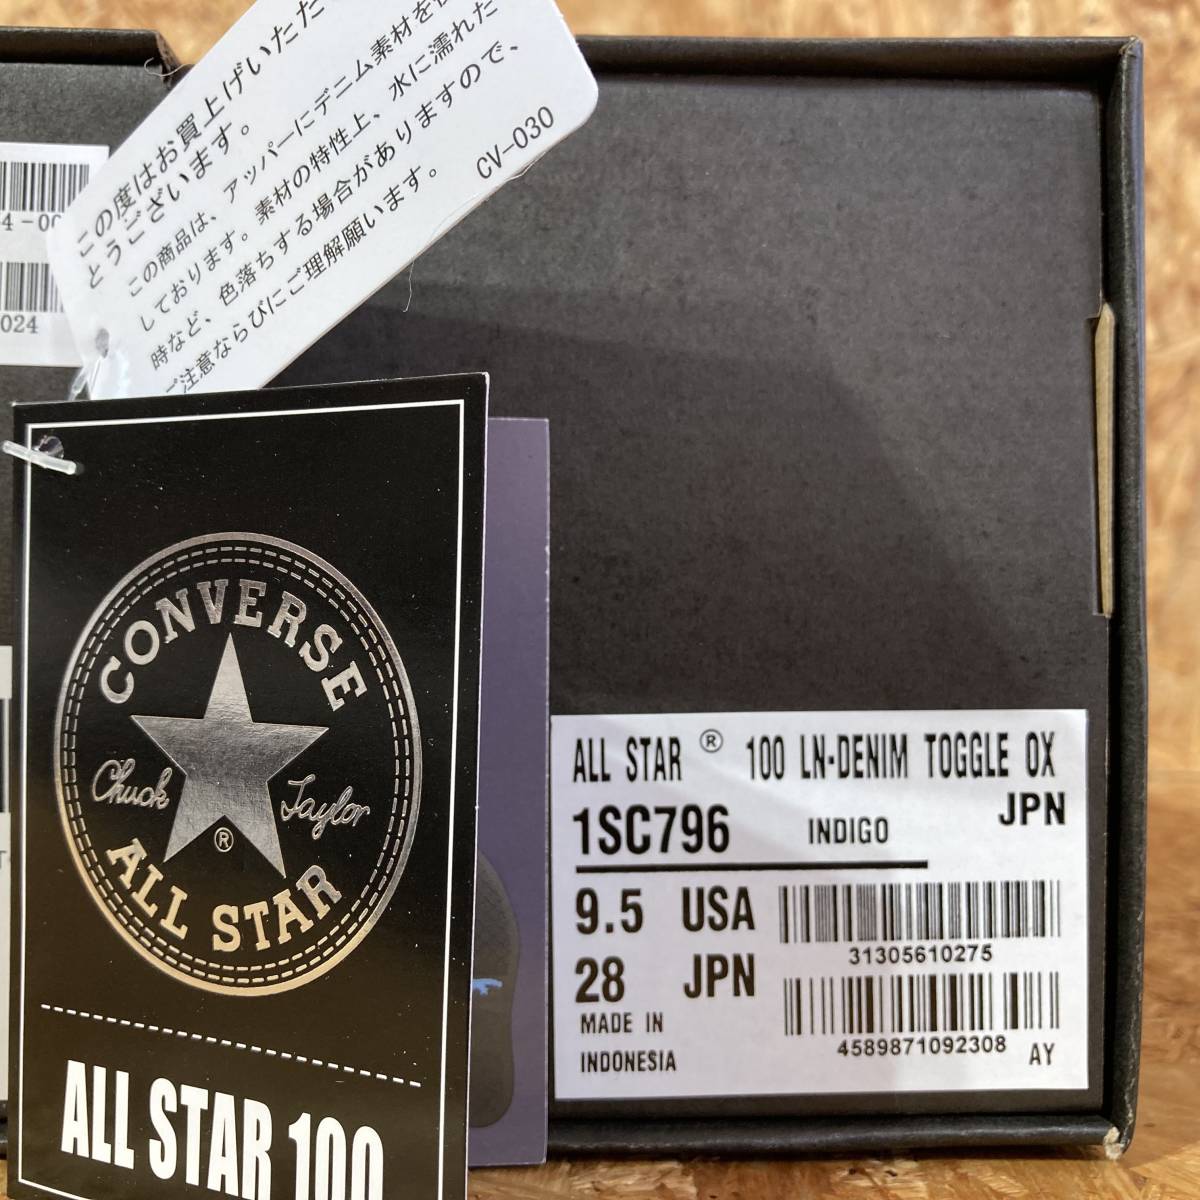 この度はお買上げいただ
とうございます。
この商品は、アッパーにデニム素材を使
しております。素材の特性上、水に濡れた
時など、色落ちする場合がありますので、
ご注意ならびにご理解願います。
CV-030
024
CONVERSE
Chuck Taylor
®
ALL STAR
ALL STAR 100
ALL STAR ® 100 LN-DENIM TOGGLE OX
1SC796 INDIGO JPN
9.5 USA
31305610275
28 JPN
MADE IN
INDONESIA
4589871092308 AY